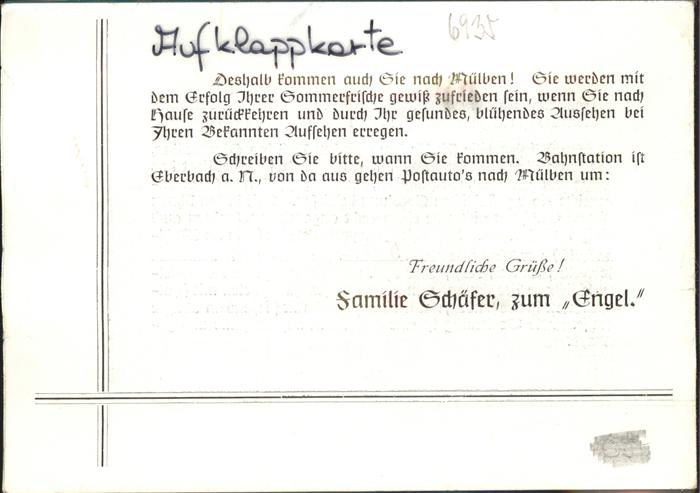 Aufklappkarte 6935
Deshalb kommen auch Sie nach Mülben! Sie werden mit
dem Erfolg Ihrer Sommerfrische gewiß zufrieden sein, wenn Sie nach
Hause zurückkehren und durch Ihr gesundes, blühendes Aussehen bei
Ihren Bekannten Aufsehen erregen.
Schreiben Sie bitte, wann Sie kommen. Bahnstation ist
Eberbach a. N., von da aus gehen Postauto's nach Mülben um:
Freundliche Grüße!
Familie Schäfer, zum „Engel."